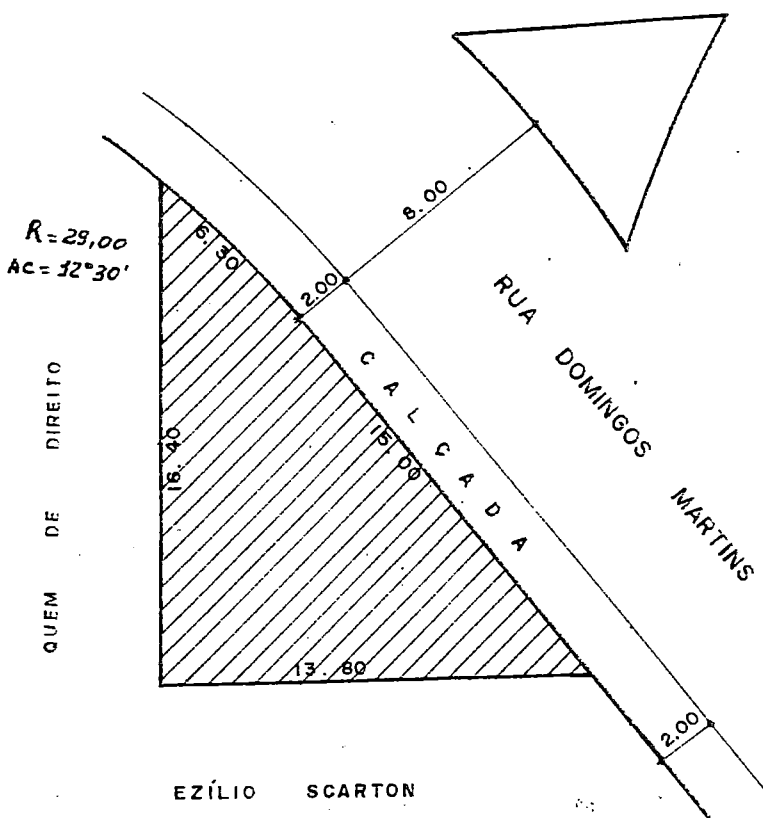 8.00
R=29,00
AC=12°30'
6.30
2.00
RUA DOMINGOS MARTINS
CALÇADA
15.00
16.40
QUEM DE DIREITO
13.80
2.00
EZÍLIO SCARTON